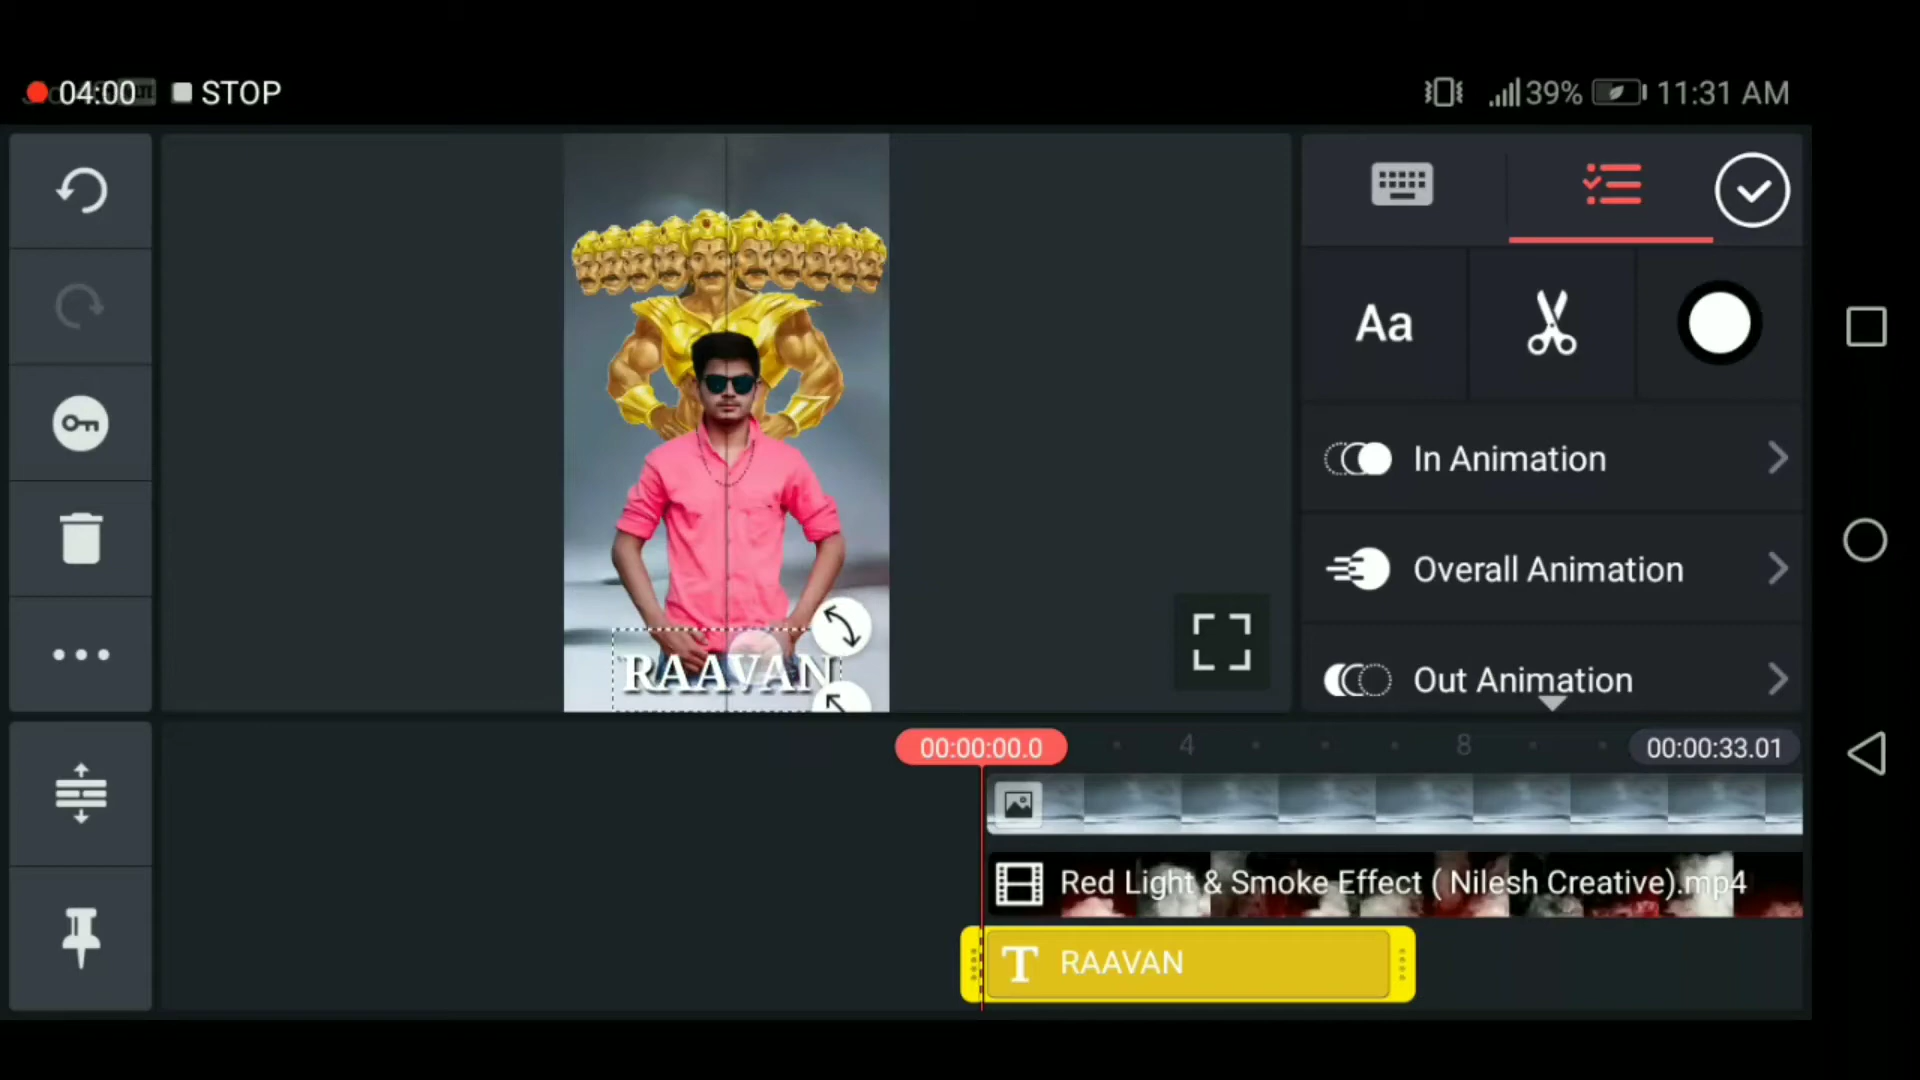 04:00 STOP
39% 11:31 AM
Aa
In Animation
Overall Animation
Out Animation
RAAVAN
00:00:00.0 4 8 00:00:33.01
Red Light & Smoke Effect ( Nilesh Creative).mp4
T RAAVAN